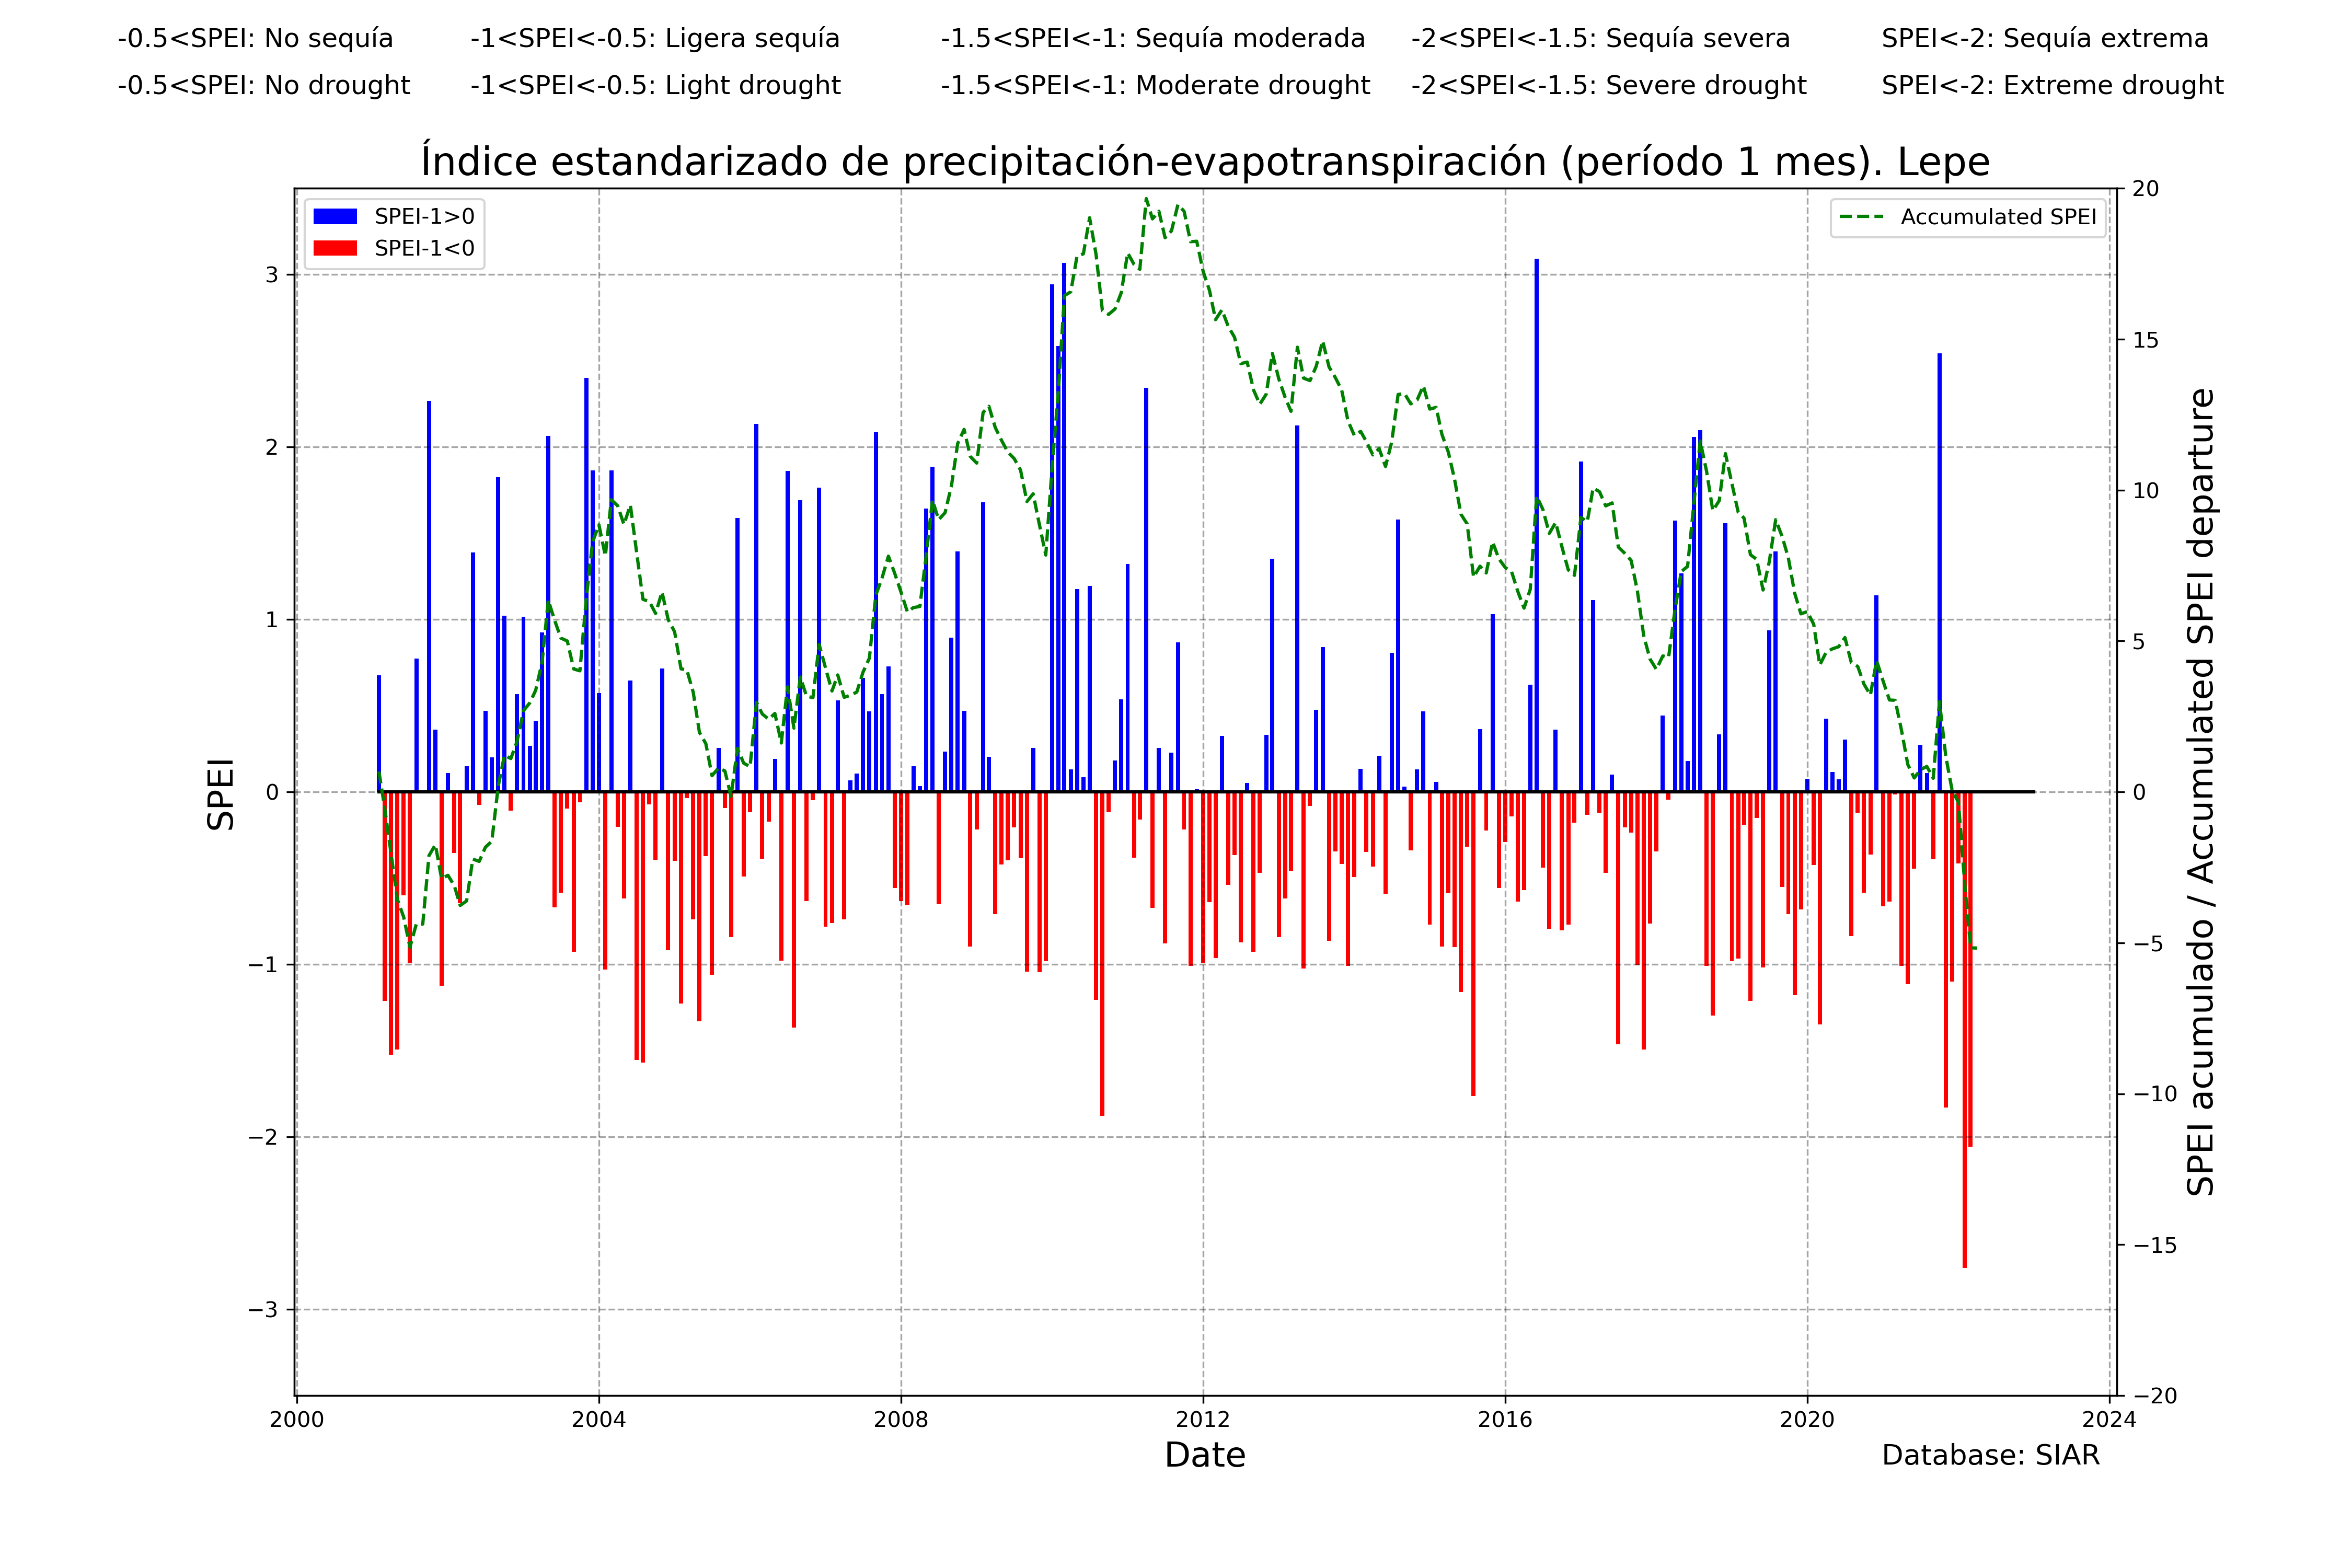 -0.5<SPEI: No sequía
-1<SPEI<-0.5: Ligera sequía
-1.5<SPEI<-1: Sequía moderada
-2<SPEI<-1.5: Sequía severa
SPEI<-2: Sequía extrema
-0.5<SPEI: No drought
-1<SPEI<-0.5: Light drought
-1.5<SPEI<-1: Moderate drought
-2<SPEI<-1.5: Severe drought
SPEI<-2: Extreme drought
Índice estandarizado de precipitación-evapotranspiración (período 1 mes). Lepe
SPEI-1>0
SPEI-1<0
Accumulated SPEI
SPEI
3
2
1
0
−1
−2
−3
20
15
10
5
0
−5
−10
−15
−20
SPEI acumulado / Accumulated SPEI departure
2000
2004
2008
2012
2016
2020
2024
Date
Database: SIAR